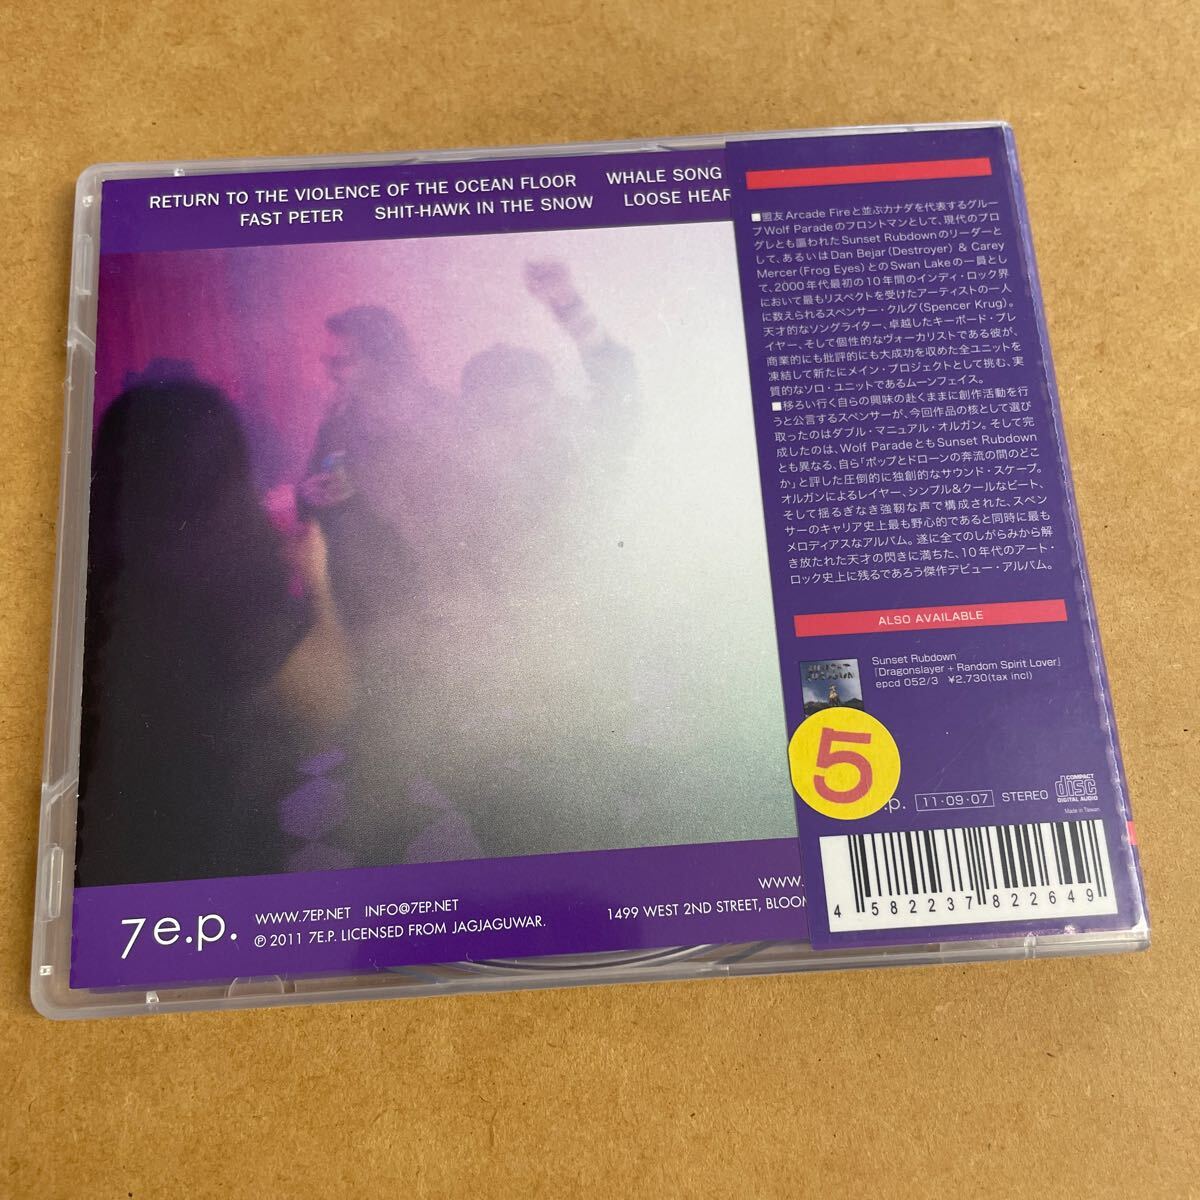 RETURN TO THE VIOLENCE OF THE OCEAN FLOOR WHALE SONG
FAST PETER SHIT-HAWK IN THE SNOW LOOSE HEAR
■盟友Arcade Fireと並ぶカナダを代表するグルー
プWolf Paradeのフロントマンとして、現代のプロ
グレとも謳われたSunset Rubdownのリーダーと
して、あるいはDan Bejar(Destroyer) & Carey
Mercer(Frog Eyes)とのSwan Lakeの一員とし
て、2000年代最初の10年間のインディ・ロック界
において最もリスペクトを受けたアーティストの一人
に数えられるスペンサー・クルグ(Spencer Krug)。
天才的なソングライター、卓越したキーボード・プレ
イヤー、そして個性的なヴォーカリストである彼が、
商業的にも批評的にも大成功を収めた全ユニットを
凍結して新たにメイン・プロジェクトとして挑む、実
質的なソロ・ユニットであるムーンフェイス。
■移ろい行く自らの興味の赴くままに創作活動を行
うと公言するスペンサーが、今回作品の核として選び
取ったのはダブル・マニュアル・オルガン。そして完
成したのは、Wolf ParadeともSunset Rubdown
とも異なる、自ら「ポップとドローンの奔流の間のどこ
か」と評した圧倒的に独創的なサウンド・スケープ。
オルガンによるレイヤー、シンプル&クールなビート、
そして揺るぎなき強靭な声で構成された、スペン
サーのキャリア史上最も野心的であると同時に最も
メロディアスなアルバム。遂に全てのしがらみから解
き放たれた天才の閃きに満ちた、10年代のアート・
ロック史上に残るであろう傑作デビュー・アルバム。
ALSO AVAILABLE
Sunset Rubdown
『Dragonslayer + Random Spirit Lover』
epcd 052/3 ¥2,730(tax incl)
5
.p. 11・09・07 STEREO COMPACT disc DIGITAL AUDIO
Made in Taiwan
4 582237 822649
7e.p. WWW.7EP.NET INFO@7EP.NET
℗ 2011 7E.P. LICENSED FROM JAGJAGUWAR.
WWW.
1499 WEST 2ND STREET, BLOOM